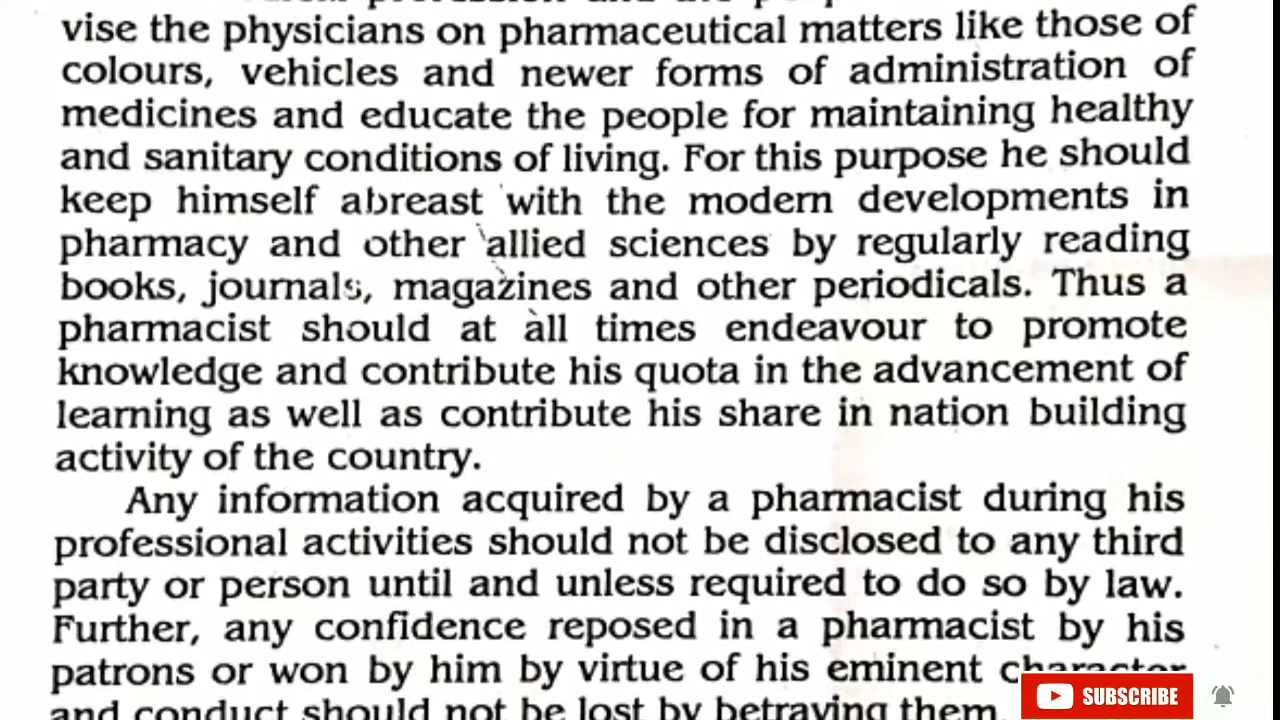 vise the physicians on pharmaceutical matters like those of
colours, vehicles and newer forms of administration of
medicines and educate the people for maintaining healthy
and sanitary conditions of living. For this purpose he should
keep himself abreast with the modern developments in
pharmacy and other allied sciences by regularly reading
books, journals, magazines and other periodicals. Thus a
pharmacist should at all times endeavour to promote
knowledge and contribute his quota in the advancement of
learning as well as contribute his share in nation building
activity of the country.
Any information acquired by a pharmacist during his
professional activities should not be disclosed to any third
party or person until and unless required to do so by law.
Further, any confidence reposed in a pharmacist by his
patrons or won by him by virtue of his eminent character
and conduct should not be lost by betraying them.
SUBSCRIBE